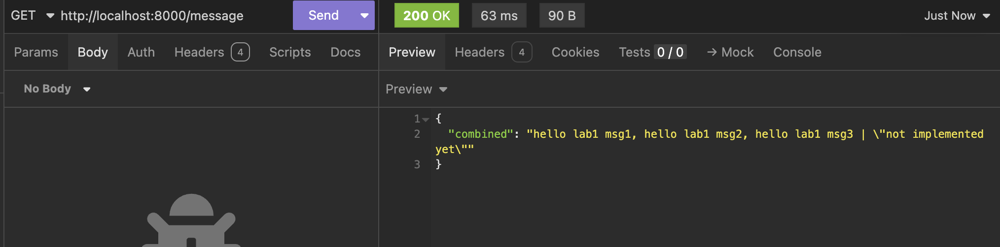 GET http://localhost:8000/message Send 200 OK 63 ms 90 B Just Now
Params Body Auth Headers 4 Scripts Docs Preview Headers 4 Cookies Tests 0 / 0 → Mock Console
No Body Preview
1 {
2 "combined": "hello lab1 msg1, hello lab1 msg2, hello lab1 msg3 | \"not implemented
yet\""
3 }